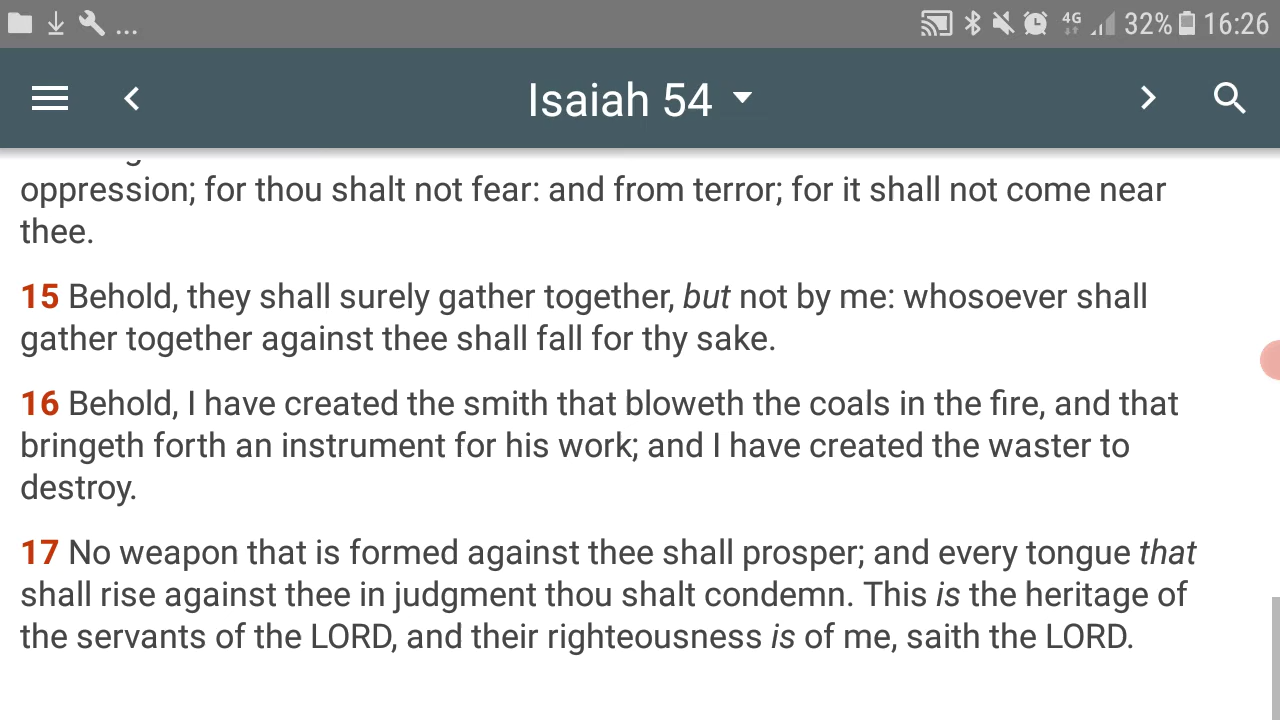 ... 4G 32% 16:26
Isaiah 54
oppression; for thou shalt not fear: and from terror; for it shall not come near
thee.
15 Behold, they shall surely gather together, but not by me: whosoever shall
gather together against thee shall fall for thy sake.
16 Behold, I have created the smith that bloweth the coals in the fire, and that
bringeth forth an instrument for his work; and I have created the waster to
destroy.
17 No weapon that is formed against thee shall prosper; and every tongue that
shall rise against thee in judgment thou shalt condemn. This is the heritage of
the servants of the LORD, and their righteousness is of me, saith the LORD.